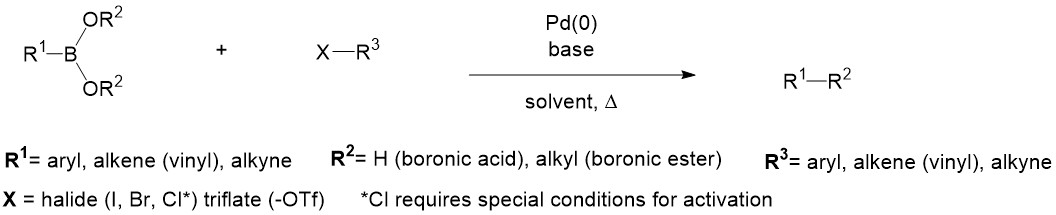 OR²
R¹—B
OR²
+
X—R³
Pd(0)
base
solvent, Δ
R¹—R²
R¹= aryl, alkene (vinyl), alkyne
R²= H (boronic acid), alkyl (boronic ester)
R³= aryl, alkene (vinyl), alkyne
X = halide (I, Br, Cl*) triflate (-OTf)
*Cl requires special conditions for activation